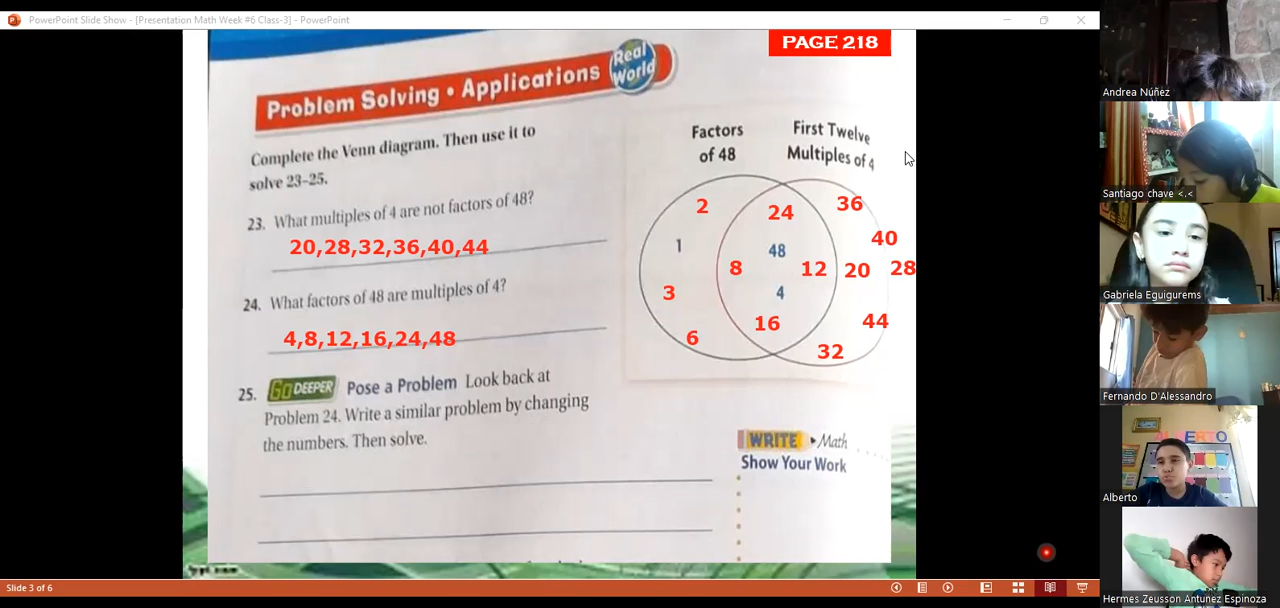 PowerPoint Slide Show - [Presentation Math Week #6 Class-3] - PowerPoint
PAGE 218
Problem Solving • Applications
Real
World
Complete the Venn diagram. Then use it to
solve 23–25.
23. What multiples of 4 are not factors of 48?
20,28,32,36,40,44
24. What factors of 48 are multiples of 4?
4,8,12,16,24,48
25. GO DEEPER Pose a Problem Look back at
Problem 24. Write a similar problem by changing
the numbers. Then solve.
Factors
of 48
First Twelve
Multiples of 4
2
24
36
1
48
40
8
12
20
28
3
4
6
16
44
32
WRITE ▸Math
Show Your Work
Andrea Núñez
Santiago chave <.<
Gabriela Eguigurems
Fernando D'Alessandro
ALBERTO
Alberto
Hermes Zeusson Antunez Espinoza
Slide 3 of 6